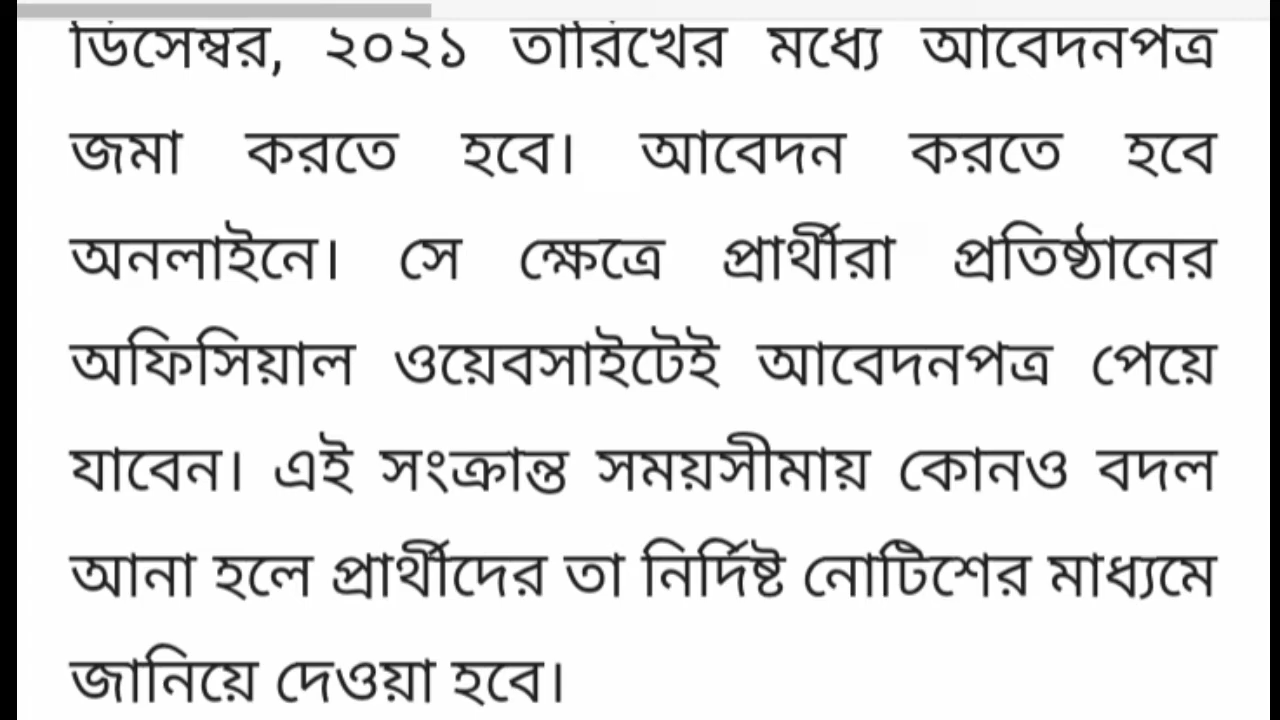 ডিসেম্বর, ২০২১ তারিখের মধ্যে আবেদনপত্র
জমা করতে হবে। আবেদন করতে হবে
অনলাইনে। সে ক্ষেত্রে প্রার্থীরা প্রতিষ্ঠানের
অফিসিয়াল ওয়েবসাইটেই আবেদনপত্র পেয়ে
যাবেন। এই সংক্রান্ত সময়সীমায় কোনও বদল
আনা হলে প্রার্থীদের তা নির্দিষ্ট নোটিশের মাধ্যমে
জানিয়ে দেওয়া হবে।